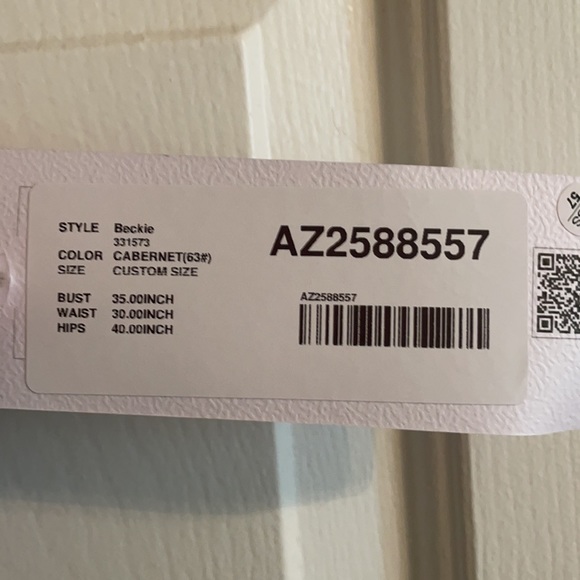 STYLE Beckie
331573
COLOR CABERNET(63#)
SIZE CUSTOM SIZE
BUST 35.00INCH
WAIST 30.00INCH
HIPS 40.00INCH
AZ2588557
AZ2588557
57